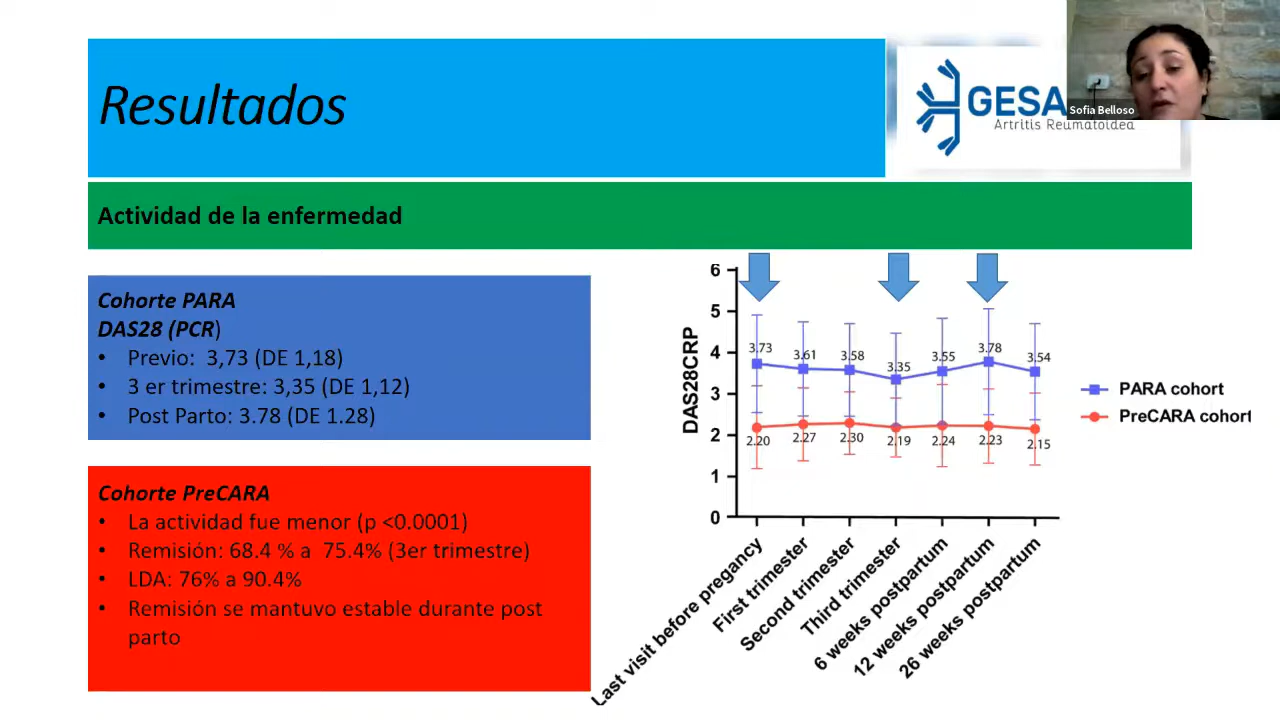 Resultados
GESA
Artritis Reumatoidea
Sofía Belloso
Actividad de la enfermedad
Cohorte PARA
DAS28 (PCR)
• Previo: 3,73 (DE 1,18)
• 3 er trimestre: 3,35 (DE 1,12)
• Post Parto: 3.78 (DE 1.28)
Cohorte PreCARA
• La actividad fue menor (p <0.0001)
• Remisión: 68.4 % a 75.4% (3er trimestre)
• LDA: 76% a 90.4%
• Remisión se mantuvo estable durante post
parto
DAS28CRP
6
5
4
3
2
1
0
3.73
3.61
3.58
3.35
3.55
3.78
3.54
2.20
2.27
2.30
2.19
2.24
2.23
2.15
PARA cohort
PreCARA cohort
Last visit before pregancy
First trimester
Second trimester
Third trimester
6 weeks postpartum
12 weeks postpartum
26 weeks postpartum